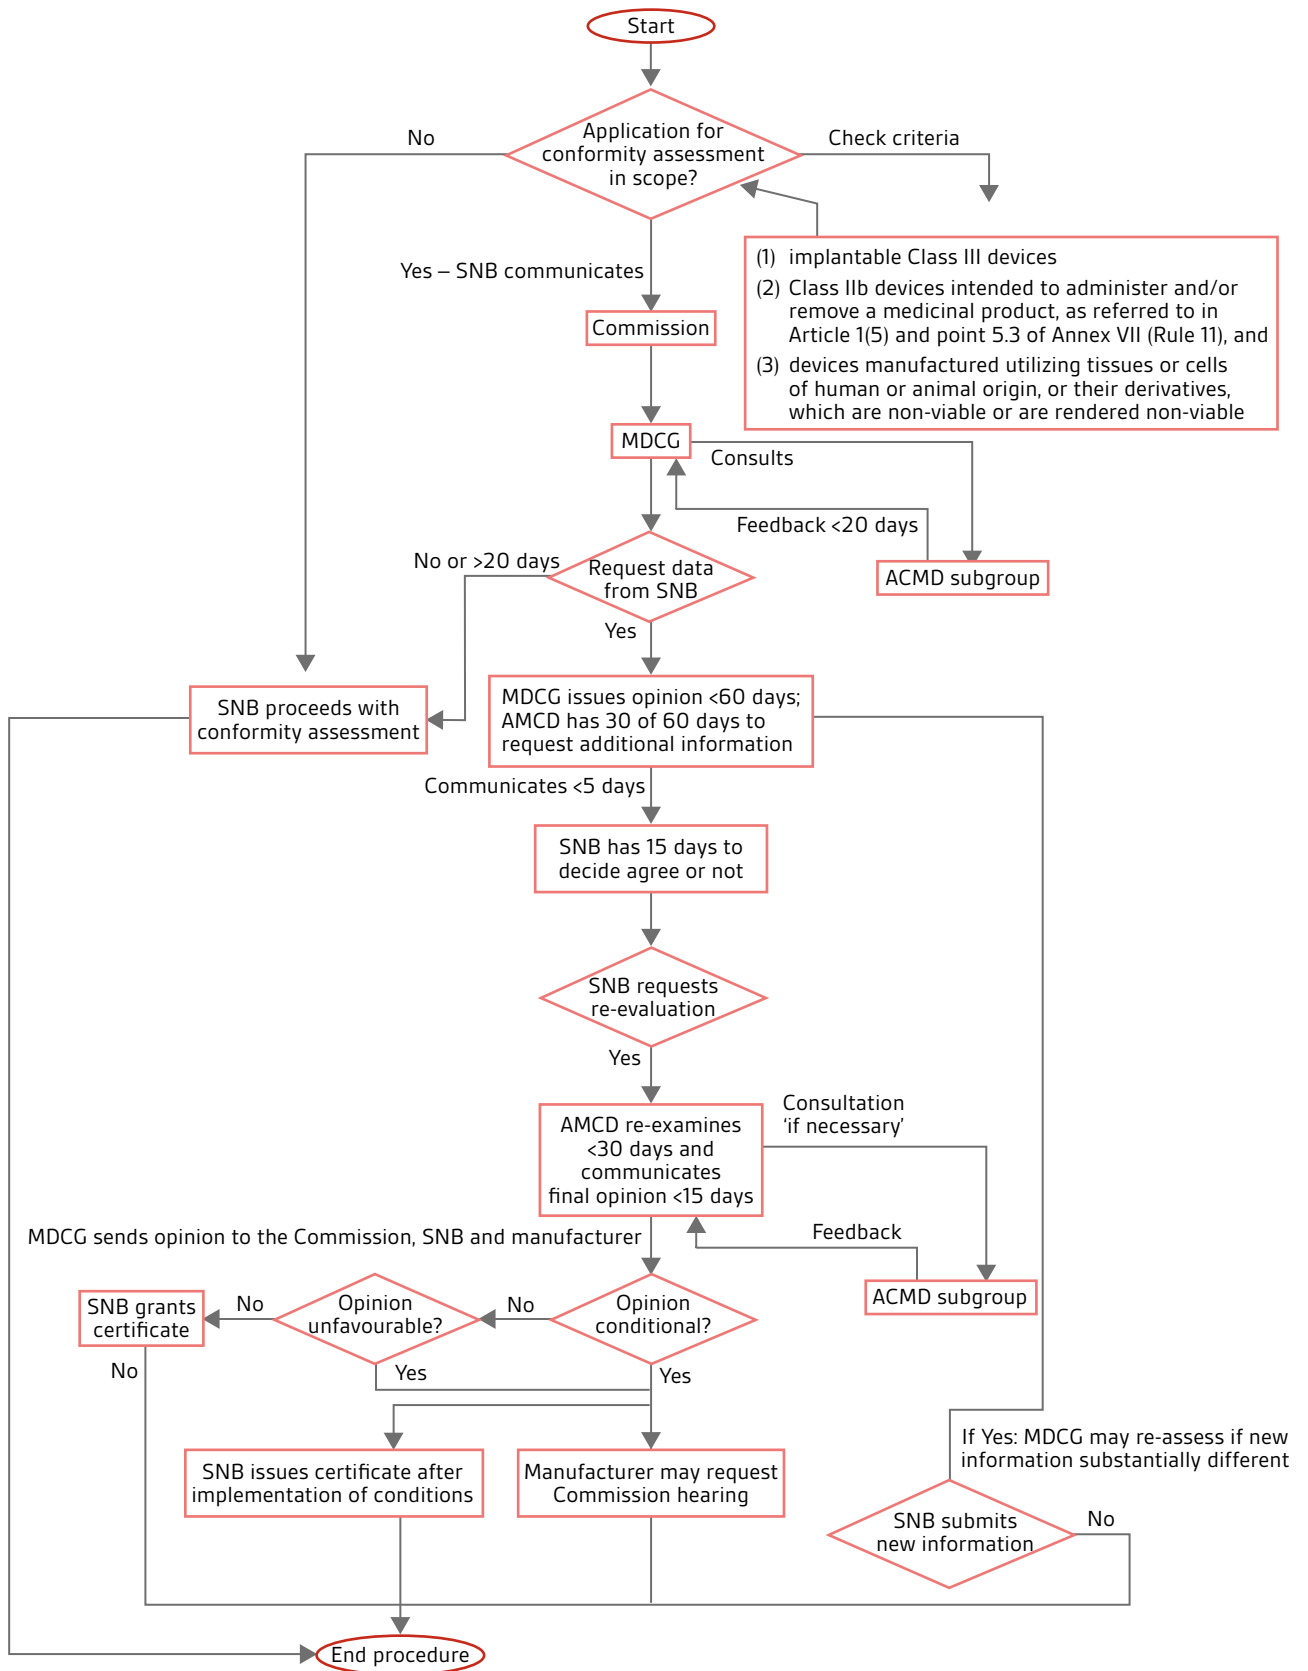 Start
Application for
conformity assessment
in scope?
No
Check criteria
Yes – SNB communicates
(1) implantable Class III devices
(2) Class IIb devices intended to administer and/or
remove a medicinal product, as referred to in
Article 1(5) and point 5.3 of Annex VII (Rule 11), and
(3) devices manufactured utilizing tissues or cells
of human or animal origin, or their derivatives,
which are non-viable or are rendered non-viable
Commission
MDCG
Consults
Feedback <20 days
ACMD subgroup
No or >20 days
Request data
from SNB
Yes
SNB proceeds with
conformity assessment
MDCG issues opinion <60 days;
AMCD has 30 of 60 days to
request additional information
Communicates <5 days
SNB has 15 days to
decide agree or not
SNB requests
re-evaluation
Yes
AMCD re-examines
<30 days and
communicates
final opinion <15 days
Consultation
‘if necessary’
Feedback
ACMD subgroup
MDCG sends opinion to the Commission, SNB and manufacturer
SNB grants
certificate
No
Opinion
unfavourable?
No
Opinion
conditional?
No
Yes
Yes
If Yes: MDCG may re-assess if new
information substantially different
SNB issues certificate after
implementation of conditions
Manufacturer may request
Commission hearing
SNB submits
new information
No
End procedure